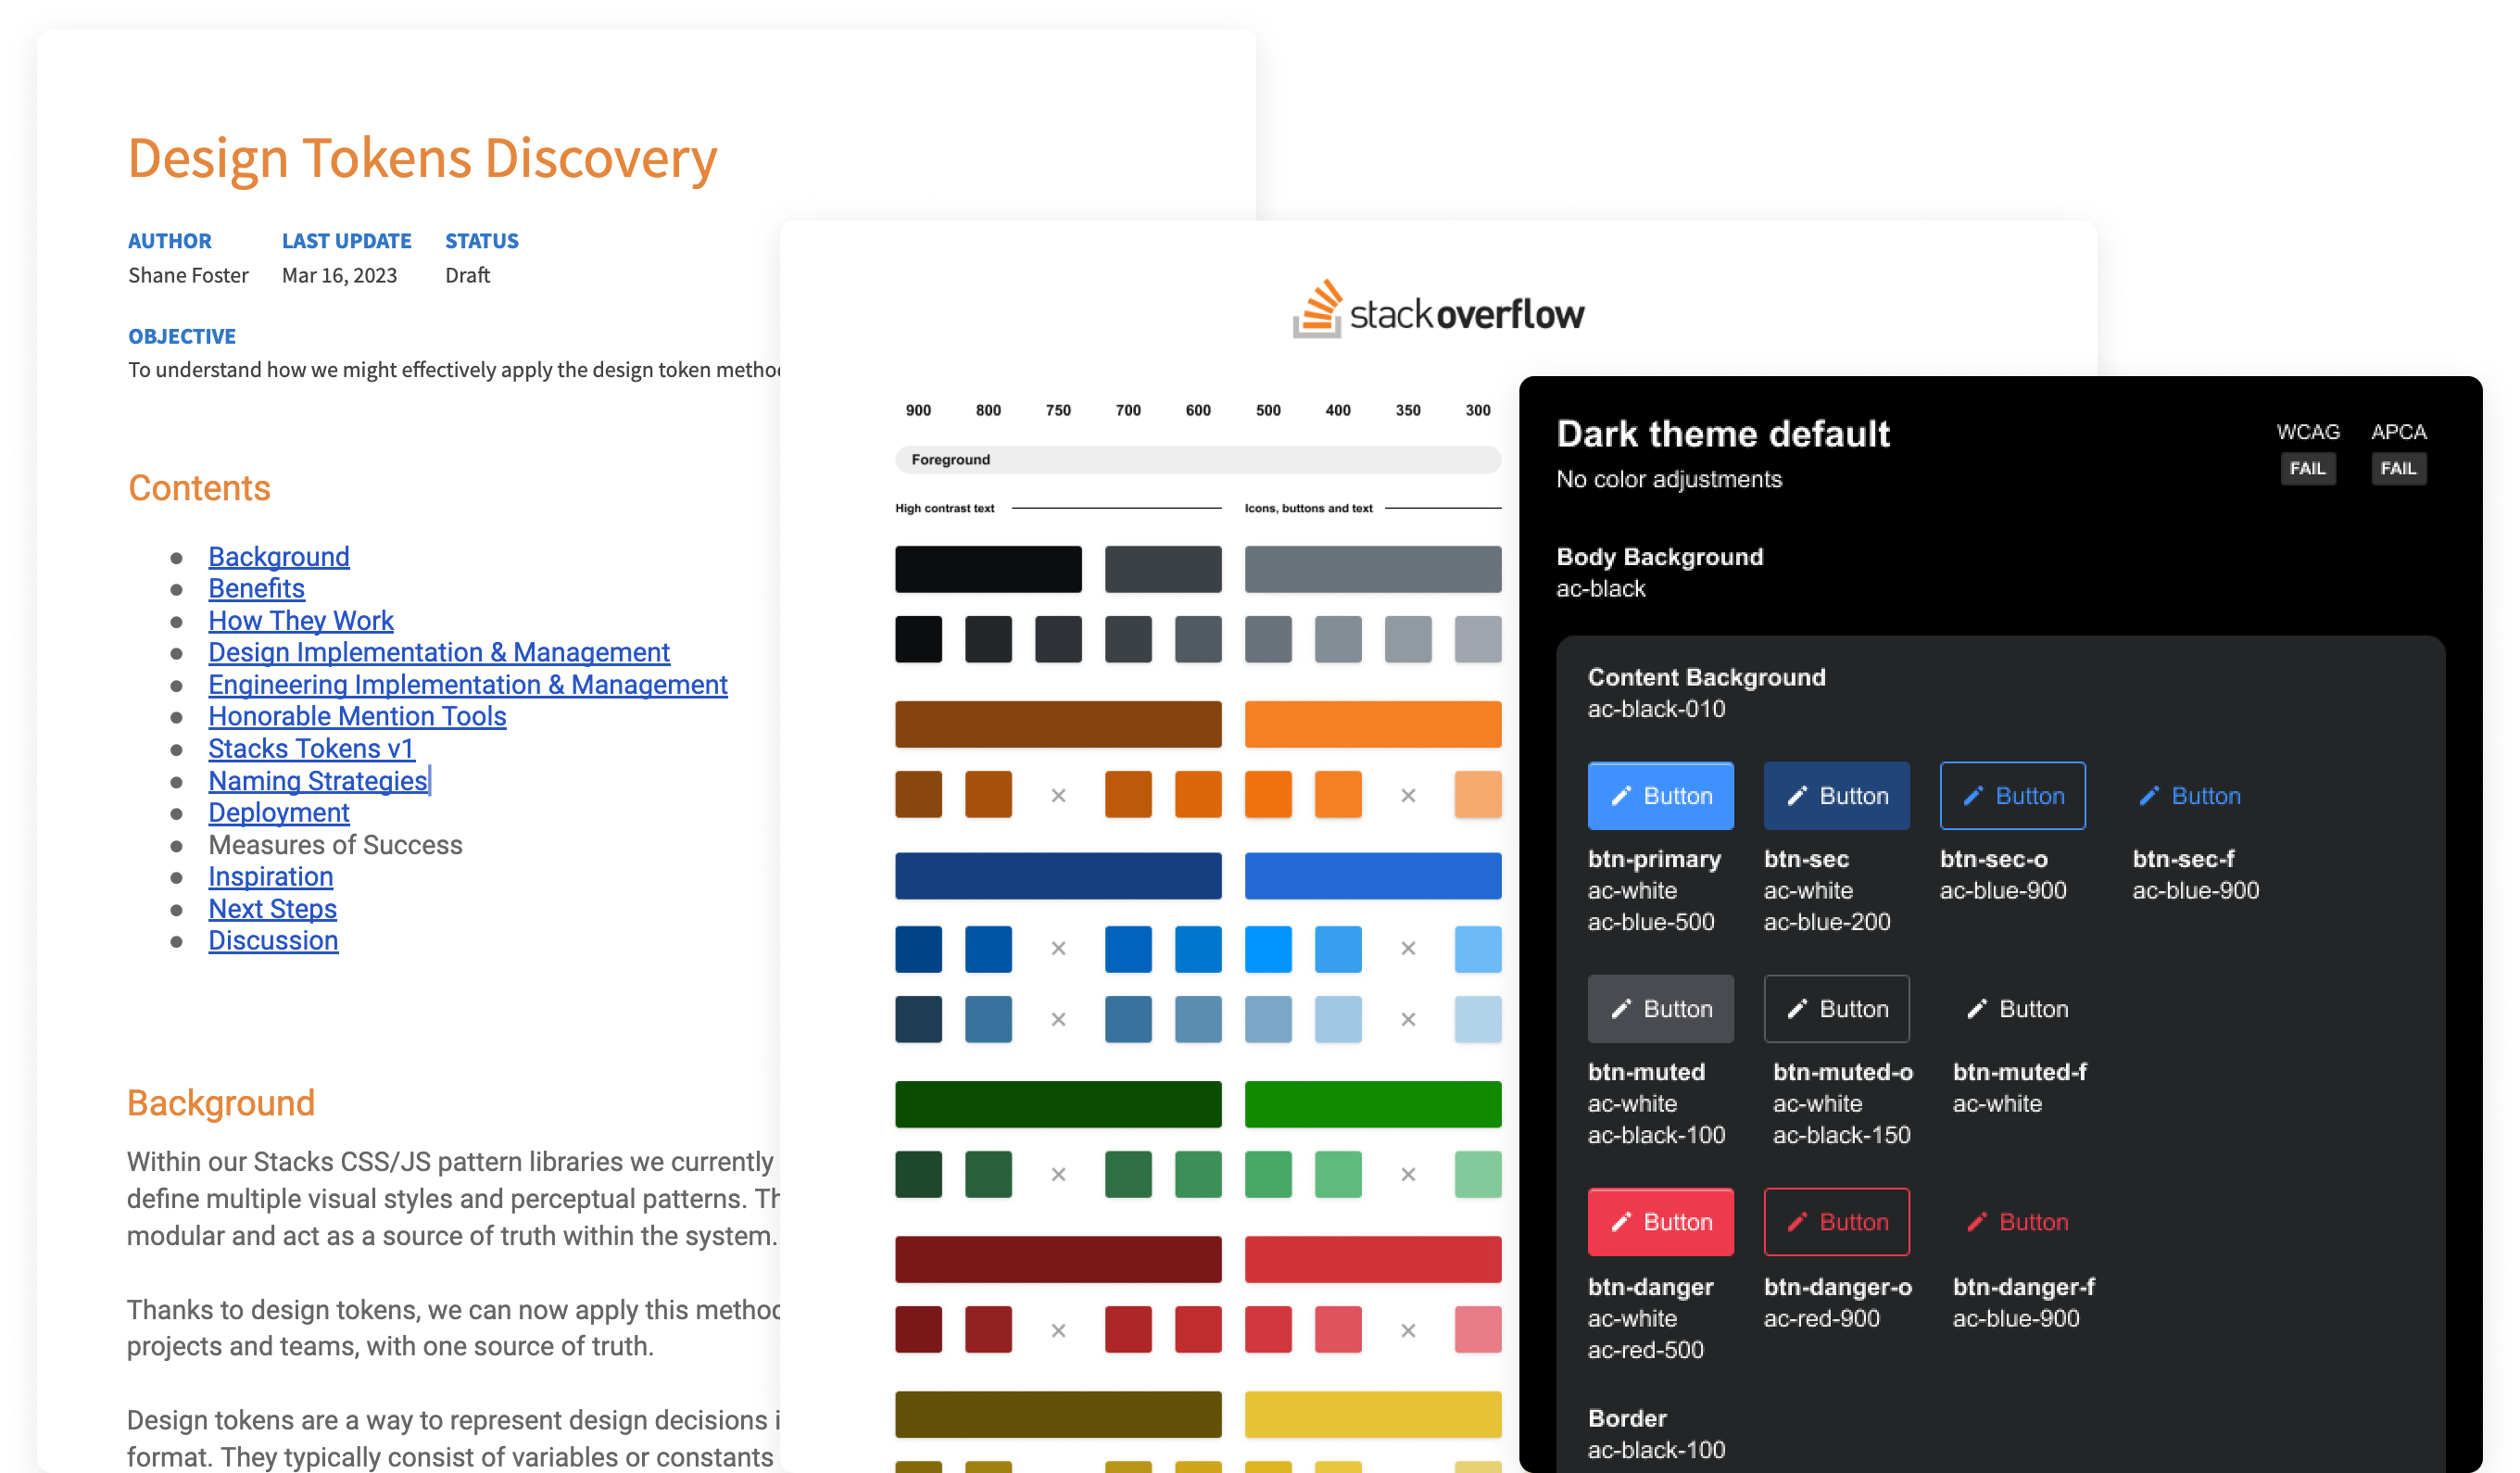 Design Tokens Discovery
AUTHOR LAST UPDATE STATUS
Shane Foster Mar 16, 2023 Draft
OBJECTIVE
To understand how we might effectively apply the design token
Contents
Background
Benefits
How They Work
Design Implementation & Management
Engineering Implementation & Management
Honorable Mention Tools
Stacks Tokens v1
Naming Strategies
Deployment
Measures of Success
Inspiration
Next Steps
Discussion
Background
Within our Stacks CSS/JS pattern libraries we currently
define multiple visual styles and perceptual patterns.
modular and act as a source of truth within the system.
Thanks to design tokens, we can now apply this
projects and teams, with one source of truth.
Design tokens are a way to represent design decisions
format. They typically consist of variables or constants
stackoverflow
900 800 750 700 600 500 400 350 300
Foreground
High contrast text Icons, buttons and text
Dark theme default
No color adjustments
WCAG APCA
FAIL FAIL
Body Background
ac-black
Content Background
ac-black-010
Button Button Button Button
btn-primary btn-sec btn-sec-o btn-sec-f
ac-white ac-white ac-blue-900 ac-blue-900
ac-blue-500 ac-blue-200
Button Button Button
btn-muted btn-muted-o btn-muted-f
ac-white ac-white ac-white
ac-black-100 ac-black-150
Button Button Button
btn-danger btn-danger-o btn-danger-f
ac-white ac-red-900 ac-blue-900
ac-red-500
Border
ac-black-100